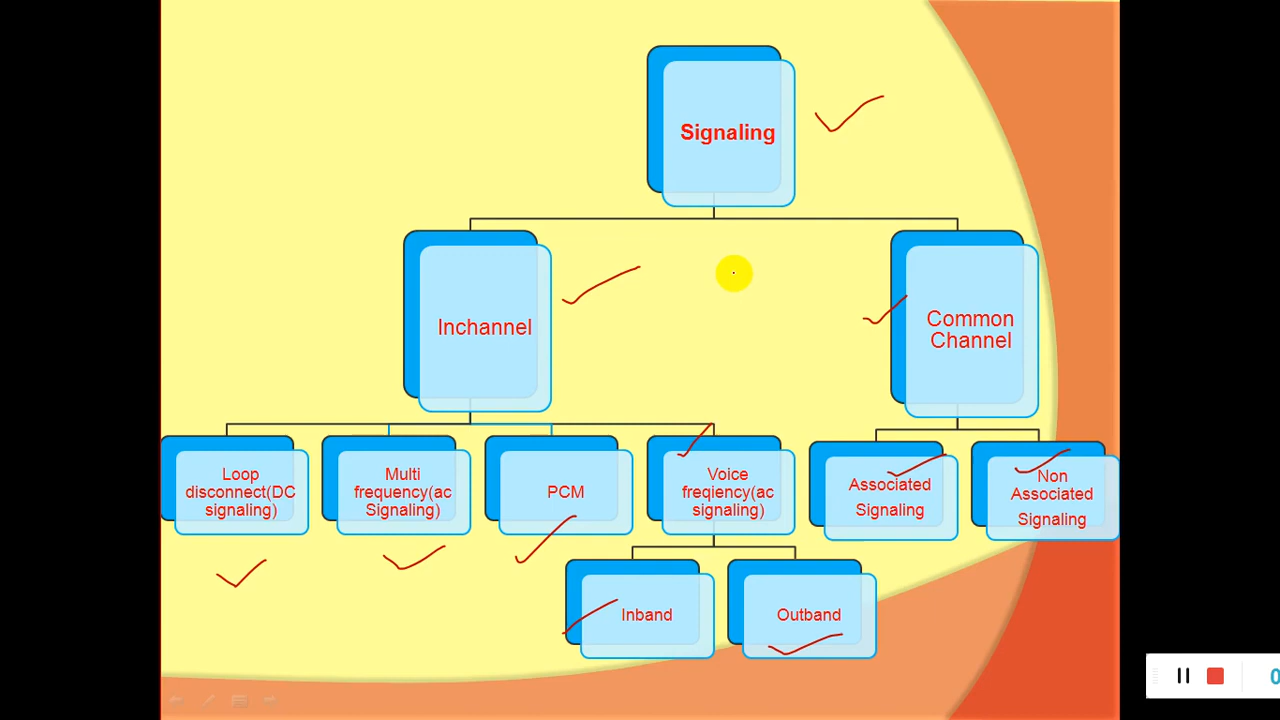 Signaling
Inchannel
Common
Channel
Loop
disconnect(DC
signaling)
Multi
frequency(ac
Signaling)
PCM
Voice
freqiency(ac
signaling)
Associated
Signaling
Non
Associated
Signaling
Inband
Outband
0